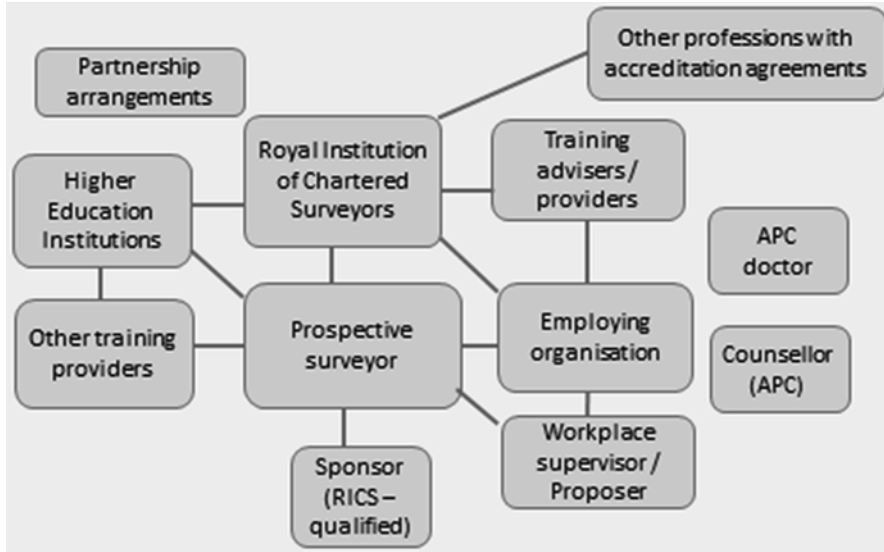 Other professions with
accreditation agreements
Partnership
arrangements
Royal Institution
of Chartered
Surveyors
Training
advisers /
providers
Higher
Education
Institutions
APC
doctor
Prospective
surveyor
Employing
organisation
Other training
providers
Counsellor
(APC)
Sponsor
(RICS –
qualified)
Workplace
supervisor /
Proposer